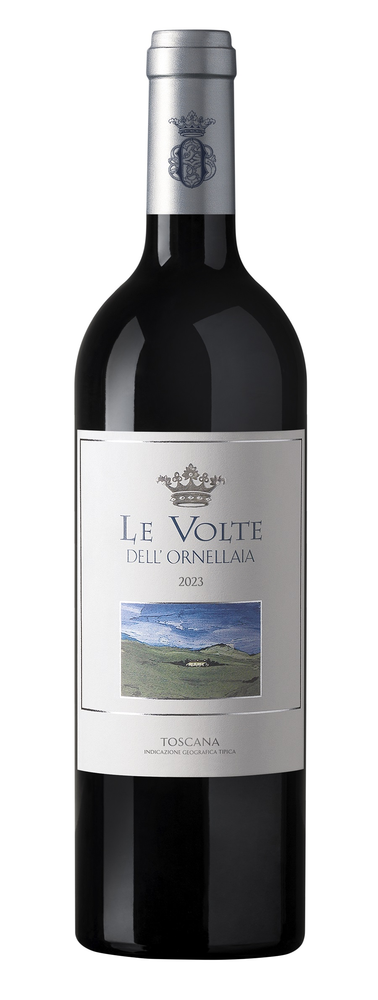 LE VOLTE
DELL' ORNELLAIA
2023
TOSCANA
INDICAZIONE GEOGRAFICA TIPICA